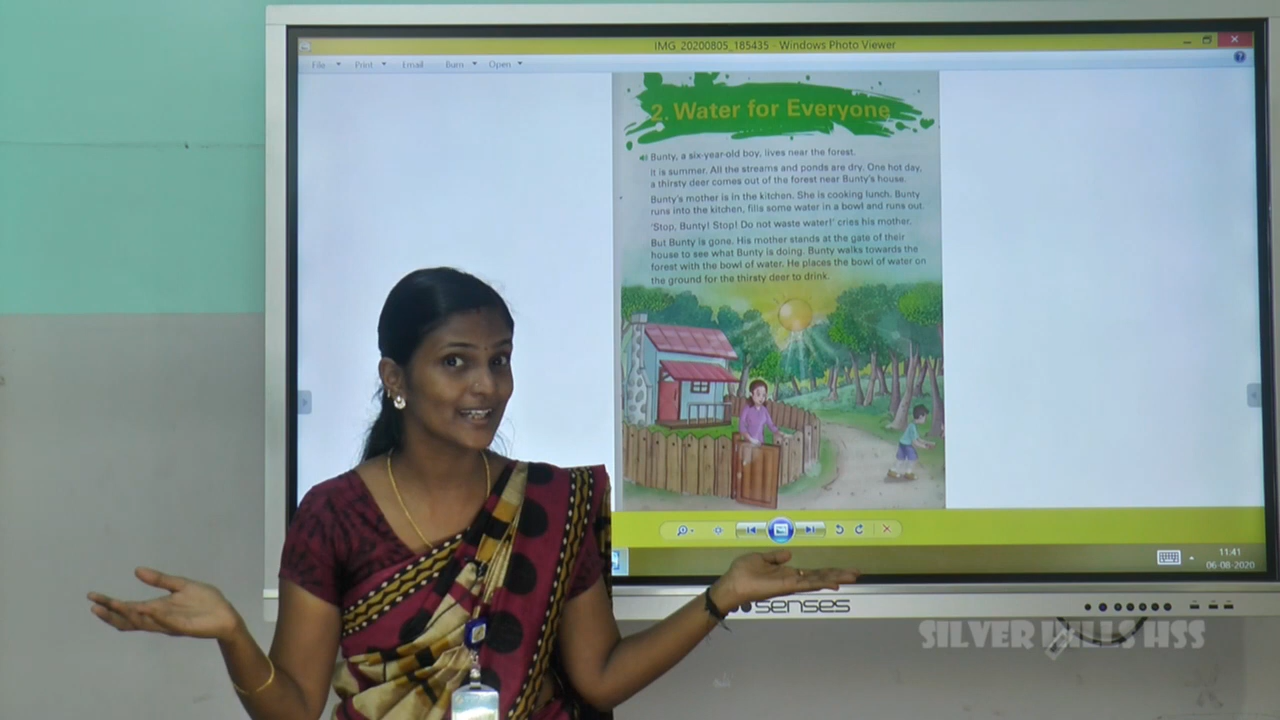 IMG_20200805_185435 - Windows Photo Viewer
File Print Email Burn Open
2. Water for Everyone
Bunty, a six-year-old boy, lives near the forest.
It is summer. All the streams and ponds are dry. One hot day,
a thirsty deer comes out of the forest near Bunty's house.
Bunty's mother is in the kitchen. She is cooking lunch. Bunty
runs into the kitchen, fills some water in a bowl and runs out.
'Stop, Bunty! Stop! Do not waste water!' cries his mother.
But Bunty is gone. His mother stands at the gate of their
house to see what Bunty is doing. Bunty walks towards the
forest with the bowl of water. He places the bowl of water on
the ground for the thirsty deer to drink.
11:41
06-08-2020
senses
SILVER HILLS HSS